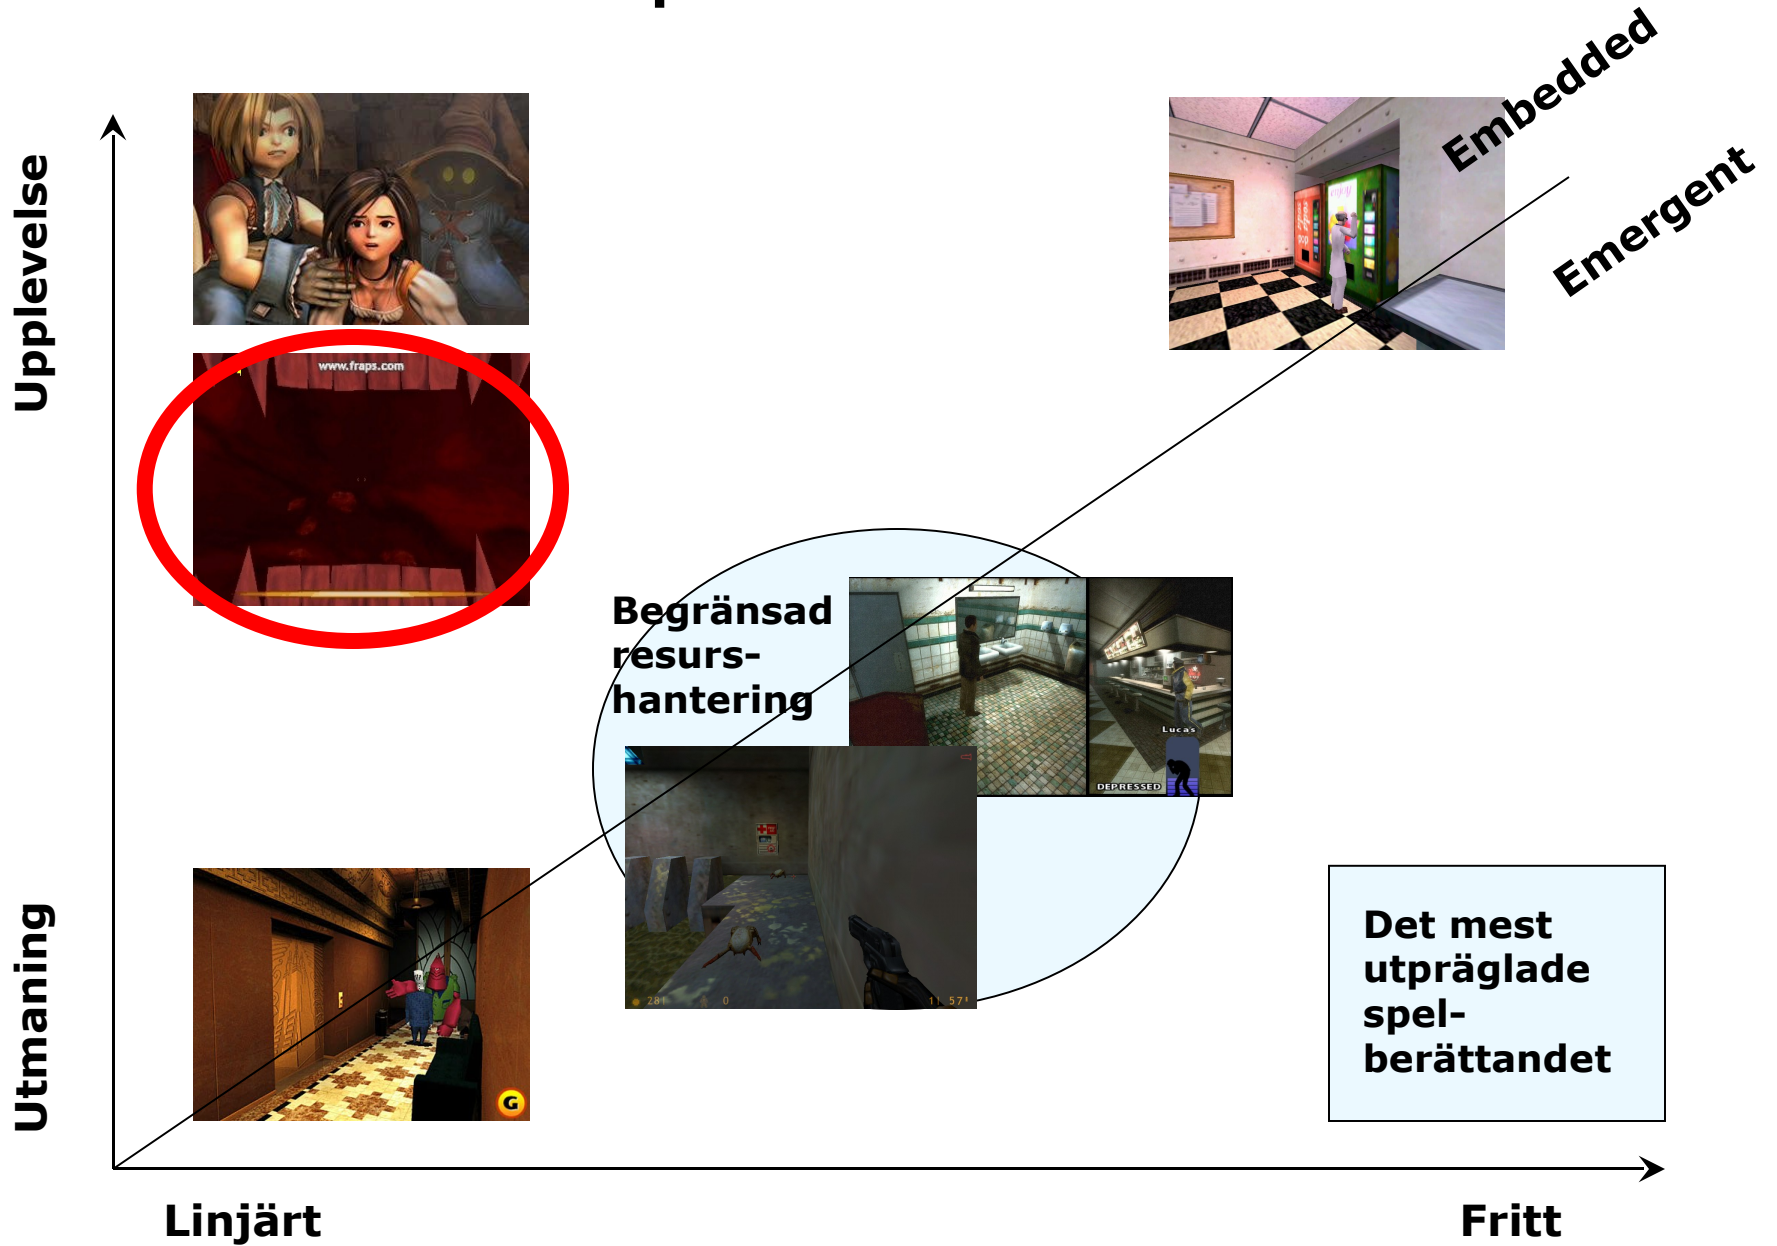 Upplevelse
Utmaning
Linjärt
Fritt
Embedded
Emergent
www.fraps.com
Begränsad
resurs-
hantering
Lucas
DEPRESSED
Det mest
utpräglade
spel-
berättandet
G
0